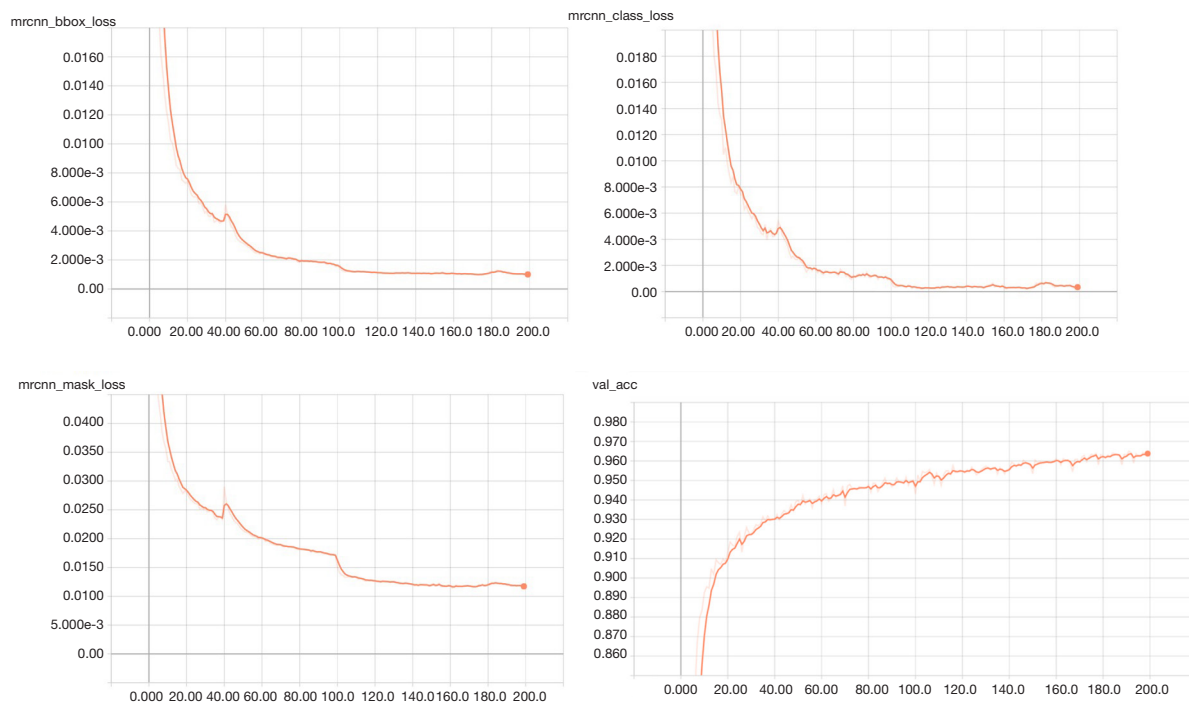 mrcnn_bbox_loss
0.0160
0.0140
0.0120
0.0100
8.000e-3
6.000e-3
4.000e-3
2.000e-3
0.00
0.000 20.00 40.00 60.00 80.00 100.0 120.0 140.0 160.0 180.0 200.0
mrcnn_class_loss
0.0180
0.0160
0.0140
0.0120
0.0100
8.000e-3
6.000e-3
4.000e-3
2.000e-3
0.00
0.000 20.00 40.00 60.00 80.00 100.0 120.0 140.0 160.0 180.0 200.0
mrcnn_mask_loss
0.0400
0.0350
0.0300
0.0250
0.0200
0.0150
0.0100
5.000e-3
0.00
0.000 20.00 40.00 60.00 80.00 100.0 120.0 140.0 160.0 180.0 200.0
val_acc
0.980
0.970
0.960
0.950
0.940
0.930
0.920
0.910
0.900
0.880
0.880
0.870
0.860
0.000 20.00 40.00 60.00 80.00 100.0 120.0 140.0 160.0 180.0 200.0